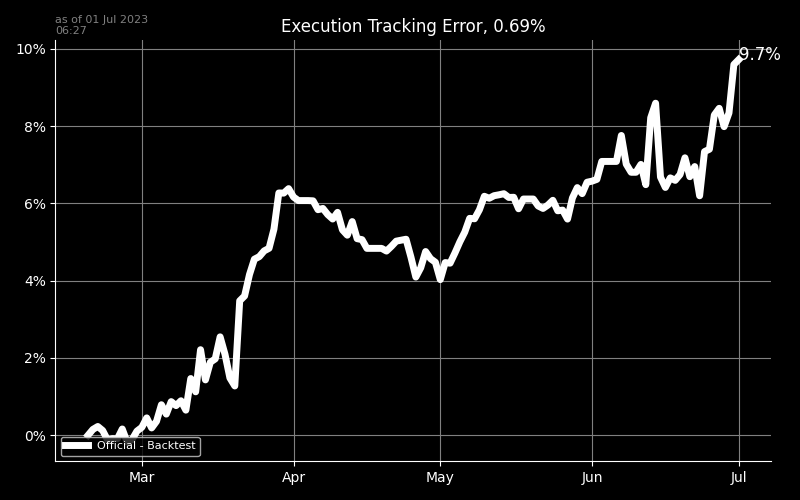 as of 01 Jul 2023
06:27
Execution Tracking Error, 0.69%
10%
9.7%
8%
6%
4%
2%
0%
Official - Backtest
Mar
Apr
May
Jun
Jul